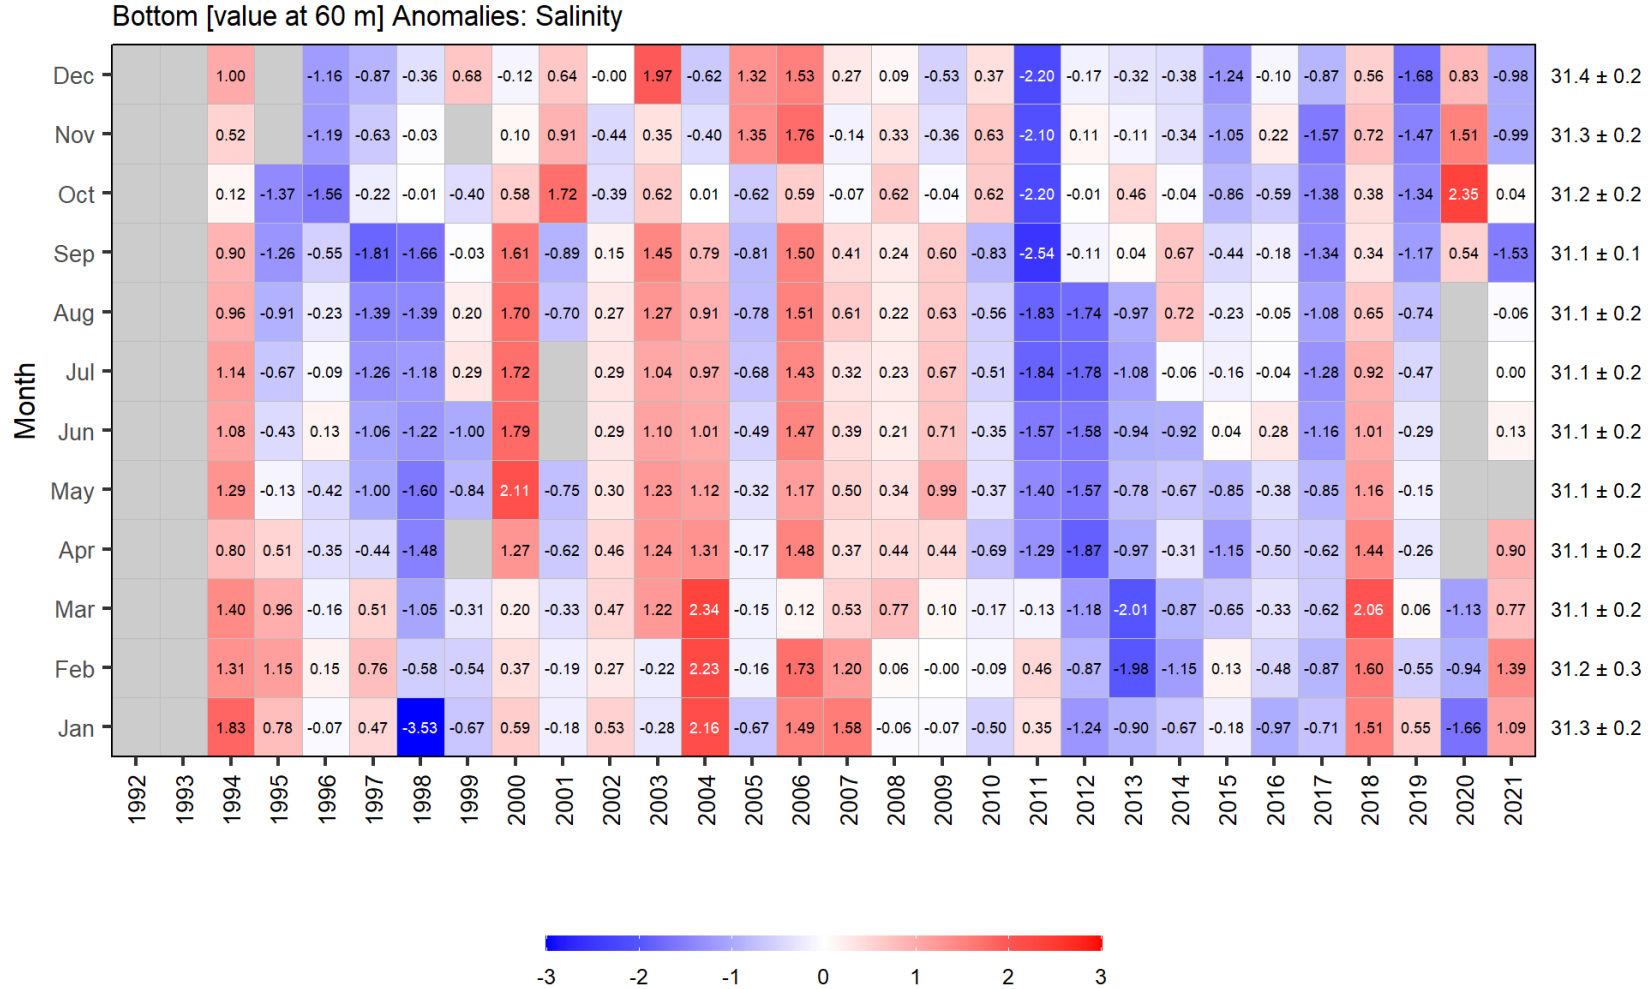 Bottom [value at 60 m] Anomalies: Salinity
Month
Dec 1.00 -1.16 -0.87 -0.36 0.68 -0.12 0.64 -0.00 1.97 -0.62 1.32 1.53 0.27 0.09 -0.53 0.37 -2.20 -0.17 -0.32 -0.38 -1.24 -0.10 -0.87 0.56 -1.68 0.83 -0.98 31.4 ± 0.2
Nov 0.52 -1.19 -0.63 -0.03 0.10 0.91 -0.44 0.35 -0.40 1.35 1.76 -0.14 0.33 -0.36 0.63 -2.10 0.11 -0.11 -0.34 -1.05 0.22 -1.57 0.72 -1.47 1.51 -0.99 31.3 ± 0.2
Oct 0.12 -1.37 -1.56 -0.22 -0.01 -0.40 0.58 1.72 -0.39 0.62 0.01 -0.62 0.59 -0.07 0.62 -0.04 0.62 -2.20 -0.01 0.46 -0.04 -0.86 -0.59 -1.38 0.38 -1.34 2.35 0.04 31.2 ± 0.2
Sep 0.90 -1.26 -0.55 -1.81 -1.66 -0.03 1.61 -0.89 0.15 1.45 0.79 -0.81 1.50 0.41 0.24 0.60 -0.83 -2.54 -0.11 0.04 0.67 -0.44 -0.18 -1.34 0.34 -1.17 0.54 -1.53 31.1 ± 0.1
Aug 0.96 -0.91 -0.23 -1.39 -1.39 0.20 1.70 -0.70 0.27 1.27 0.91 -0.78 1.51 0.61 0.22 0.63 -0.56 -1.83 -1.74 -0.97 0.72 -0.23 -0.05 -1.08 0.65 -0.74 -0.06 31.1 ± 0.2
Jul 1.14 -0.67 -0.09 -1.26 -1.18 0.29 1.72 0.29 1.04 0.97 -0.68 1.43 0.32 0.23 0.67 -0.51 -1.84 -1.78 -1.08 -0.06 -0.16 -0.04 -1.28 0.92 -0.47 0.00 31.1 ± 0.2
Jun 1.08 -0.43 0.13 -1.06 -1.22 -1.00 1.79 0.29 1.10 1.01 -0.49 1.47 0.39 0.21 0.71 -0.35 -1.57 -1.58 -0.94 -0.92 0.04 0.28 -1.16 1.01 -0.29 0.13 31.1 ± 0.2
May 1.29 -0.13 -0.42 -1.00 -1.60 -0.84 2.11 -0.75 0.30 1.23 1.12 -0.32 1.17 0.50 0.34 0.99 -0.37 -1.40 -1.57 -0.78 -0.67 -0.85 -0.38 -0.85 1.16 -0.15 31.1 ± 0.2
Apr 0.80 0.51 -0.35 -0.44 -1.48 1.27 -0.62 0.46 1.24 1.31 -0.17 1.48 0.37 0.44 0.44 -0.69 -1.29 -1.87 -0.97 -0.31 -1.15 -0.50 -0.62 1.44 -0.26 0.90 31.1 ± 0.2
Mar 1.40 0.96 -0.16 0.51 -1.05 -0.31 0.20 -0.33 0.47 1.22 2.34 -0.15 0.12 0.53 0.77 0.10 -0.17 -0.13 -1.18 -2.01 -0.87 -0.65 -0.33 -0.62 2.06 0.06 -1.13 0.77 31.1 ± 0.2
Feb 1.31 1.15 0.15 0.76 -0.58 -0.54 0.37 -0.19 0.27 -0.22 2.23 -0.16 1.73 1.20 0.06 -0.00 -0.09 0.46 -0.87 -1.98 -1.15 0.13 -0.48 -0.87 1.60 -0.55 -0.94 1.39 31.2 ± 0.3
Jan 1.83 0.78 -0.07 0.47 -3.53 -0.67 0.59 -0.18 0.53 -0.28 2.16 -0.67 1.49 1.58 -0.06 -0.07 -0.50 0.35 -1.24 -0.90 -0.67 -0.18 -0.97 -0.71 1.51 0.55 -1.66 1.09 31.3 ± 0.2
1992 1993 1994 1995 1996 1997 1998 1999 2000 2001 2002 2003 2004 2005 2006 2007 2008 2009 2010 2011 2012 2013 2014 2015 2016 2017 2018 2019 2020 2021
-3 -2 -1 0 1 2 3